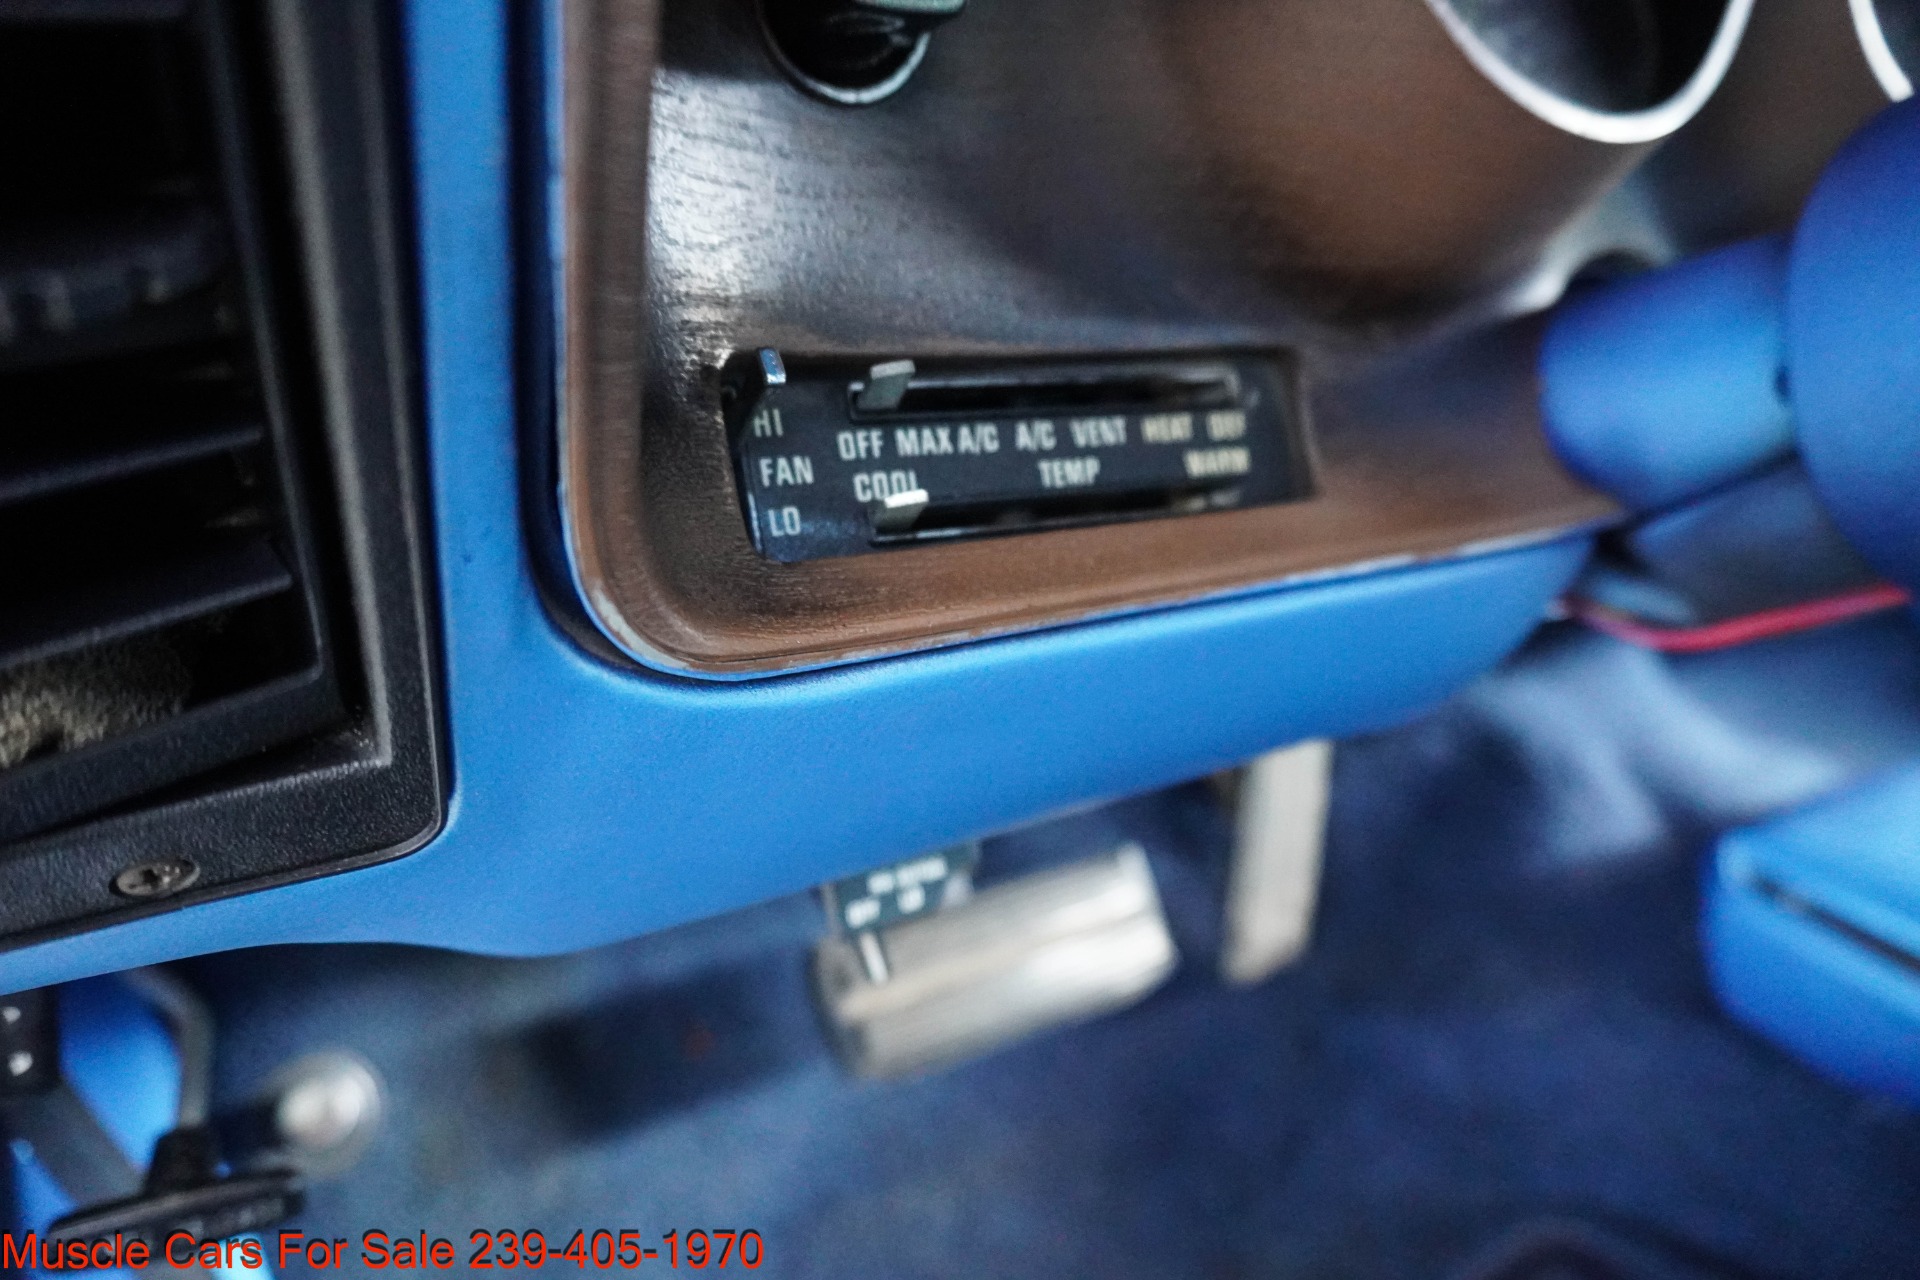 HI
FAN
LO
OFF MAX A/C A/C VENT HEAT DEF
COOL TEMP WARM
Muscle Cars For Sale 239-405-1970